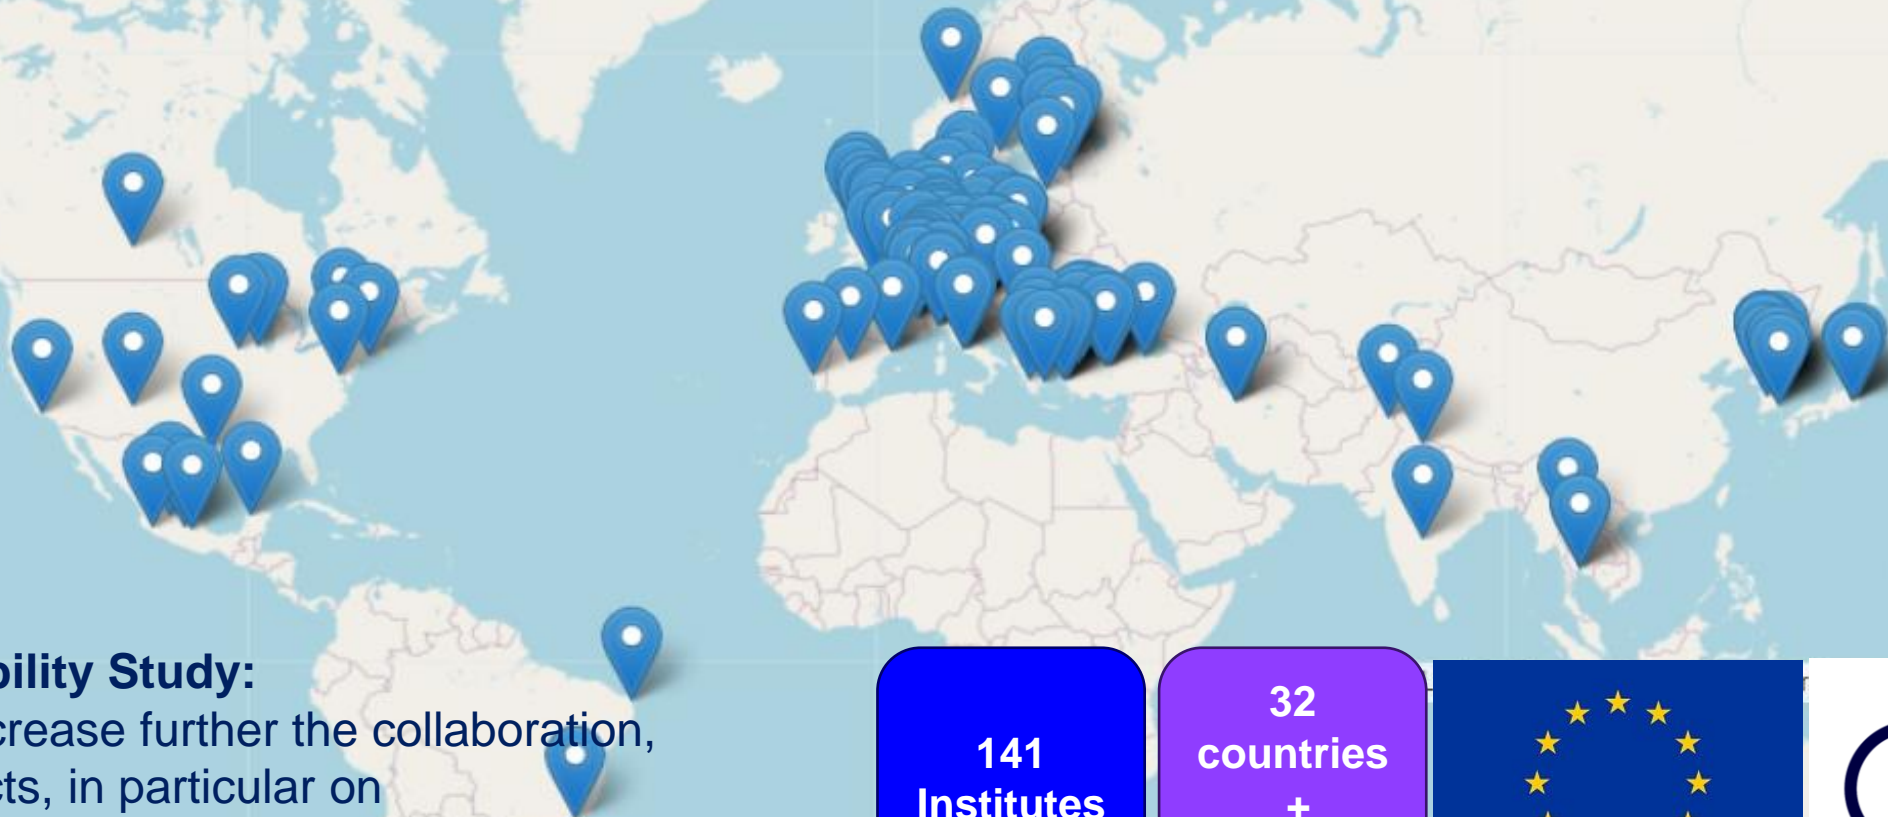 bility Study:
crease further the collaboration,
cts, in particular on
141
Institutes
32
countries
+